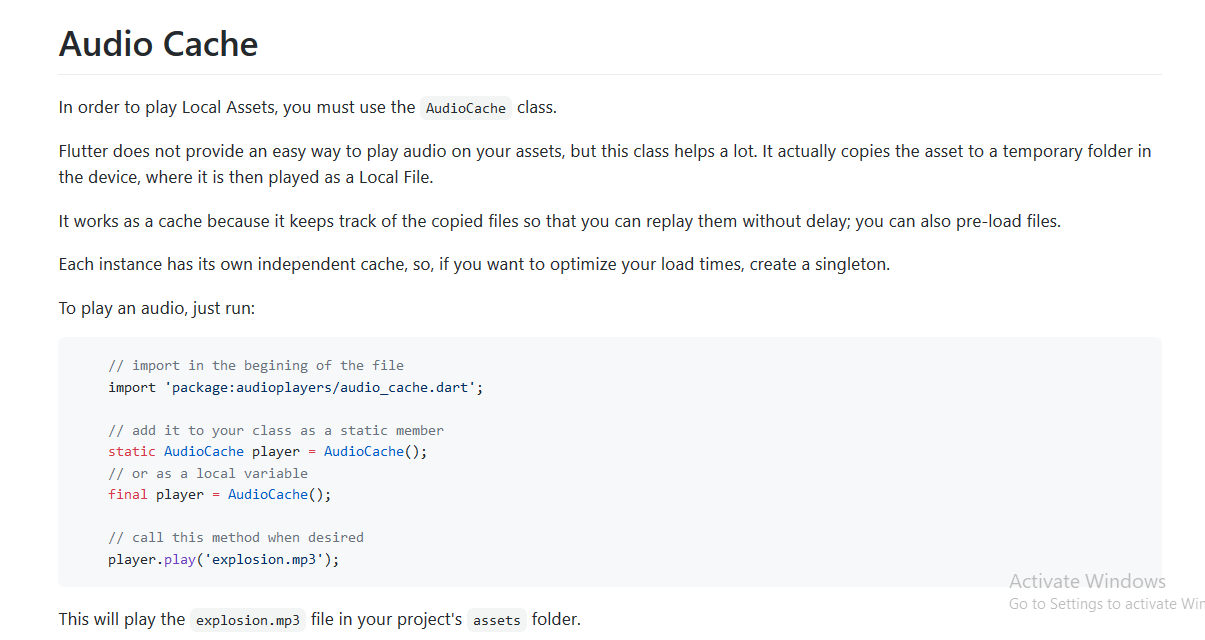 Audio Cache
In order to play Local Assets, you must use the AudioCache class.
Flutter does not provide an easy way to play audio on your assets, but this class helps a lot. It actually copies the asset to a temporary folder in
the device, where it is then played as a Local File.
It works as a cache because it keeps track of the copied files so that you can replay them without delay; you can also pre-load files.
Each instance has its own independent cache, so, if you want to optimize your load times, create a singleton.
To play an audio, just run:
// import in the begining of the file
import 'package:audioplayers/audio_cache.dart';
// add it to your class as a static member
static AudioCache player = AudioCache();
// or as a local variable
final player = AudioCache();
// call this method when desired
player.play('explosion.mp3');
Activate Windows
Go to Settings to activate Win
This will play the explosion.mp3 file in your project's assets folder.